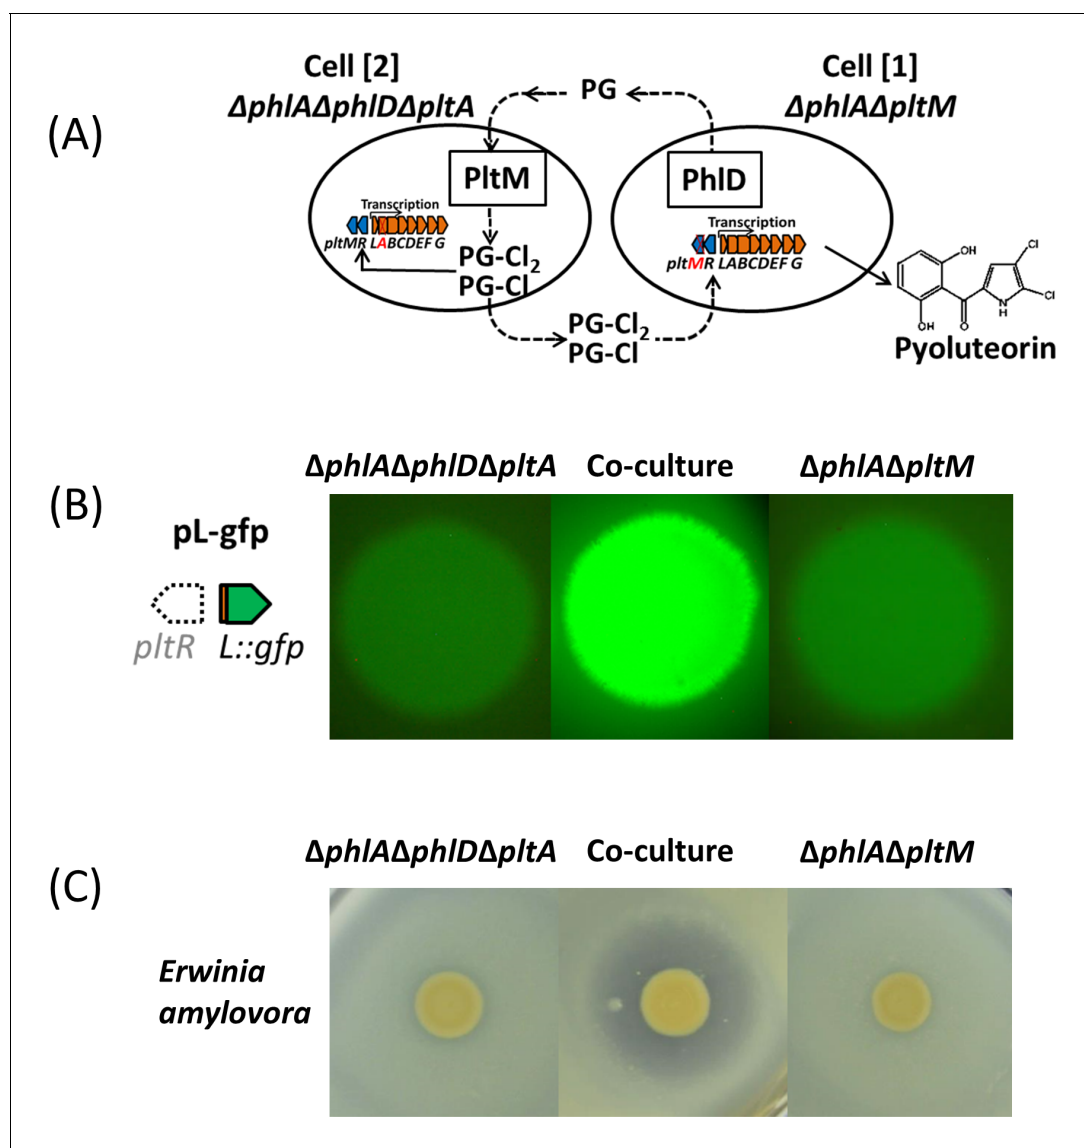 (A)
Cell [2]
ΔphlAΔphlDΔpltA
PG
Cell [1]
ΔphlAΔpltM
PltM
PhlD
Transcription
pltMR LABCDEF G
PG-Cl2
PG-Cl
Transcription
pltMR LABCDEF G
PG-Cl2
PG-Cl
OH
Cl
Cl
N
H
OH
O
Pyoluteorin
(B)
ΔphlAΔphlDΔpltA Co-culture ΔphlAΔpltM
pL-gfp
pltR L::gfp
(C)
ΔphlAΔphlDΔpltA Co-culture ΔphlAΔpltM
Erwinia
amylovora